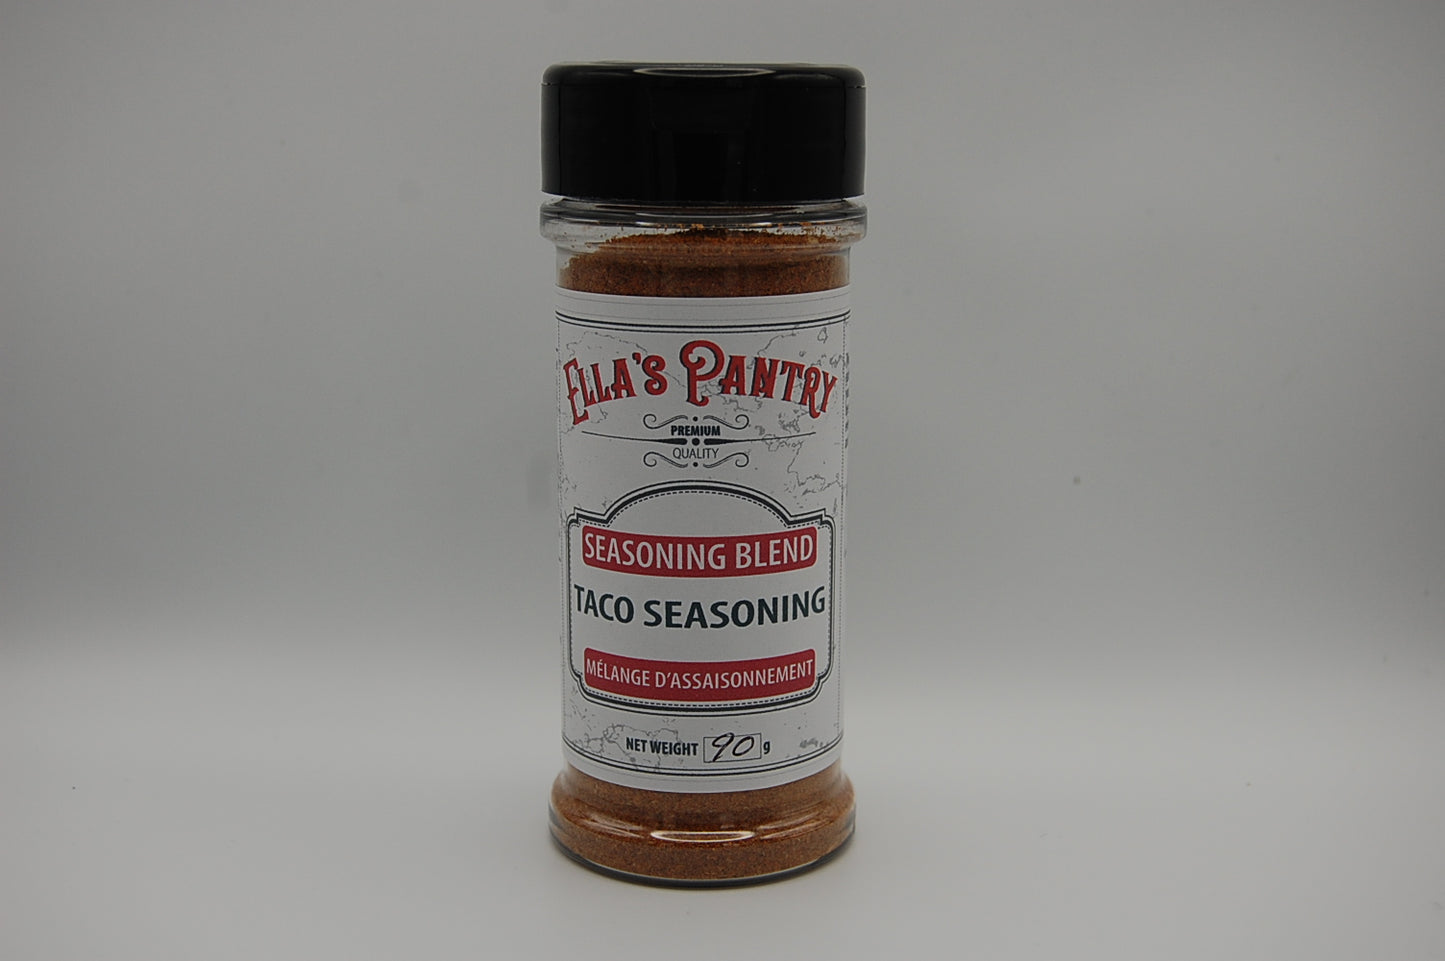 ELLA'S PANTRY
PREMIUM
QUALITY
SEASONING BLEND
TACO SEASONING
MÉLANGE D'ASSAISONNEMENT
NET WEIGHT 90 g